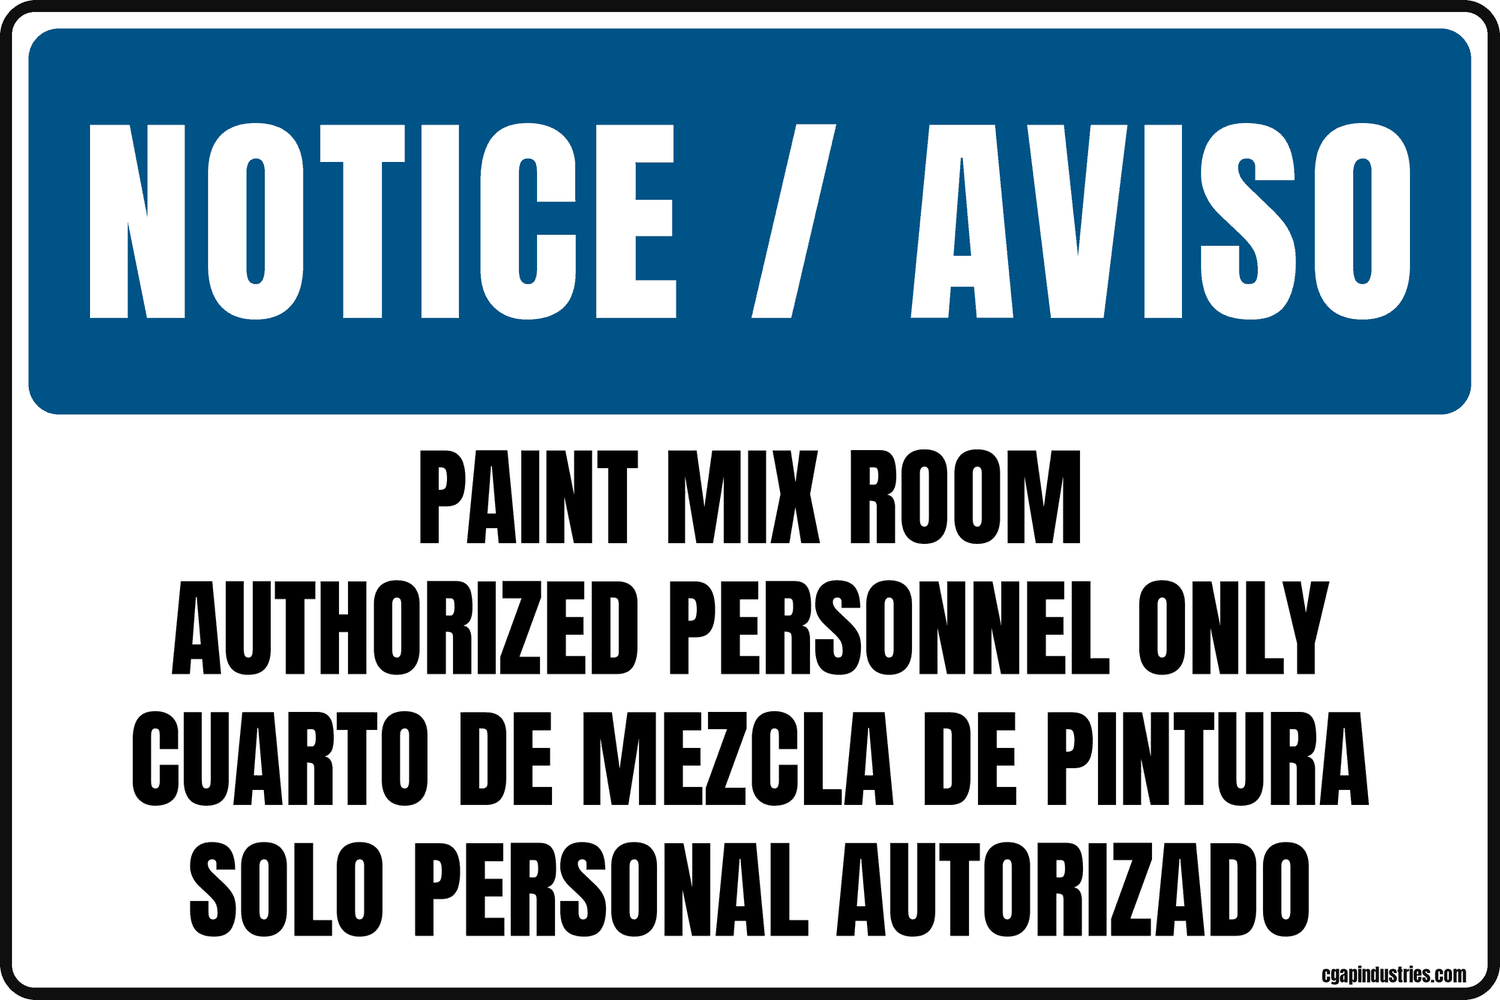 NOTICE / AVISO
PAINT MIX ROOM
AUTHORIZED PERSONNEL ONLY
CUARTO DE MEZCLA DE PINTURA
SOLO PERSONAL AUTORIZADO
cgapindustries.com